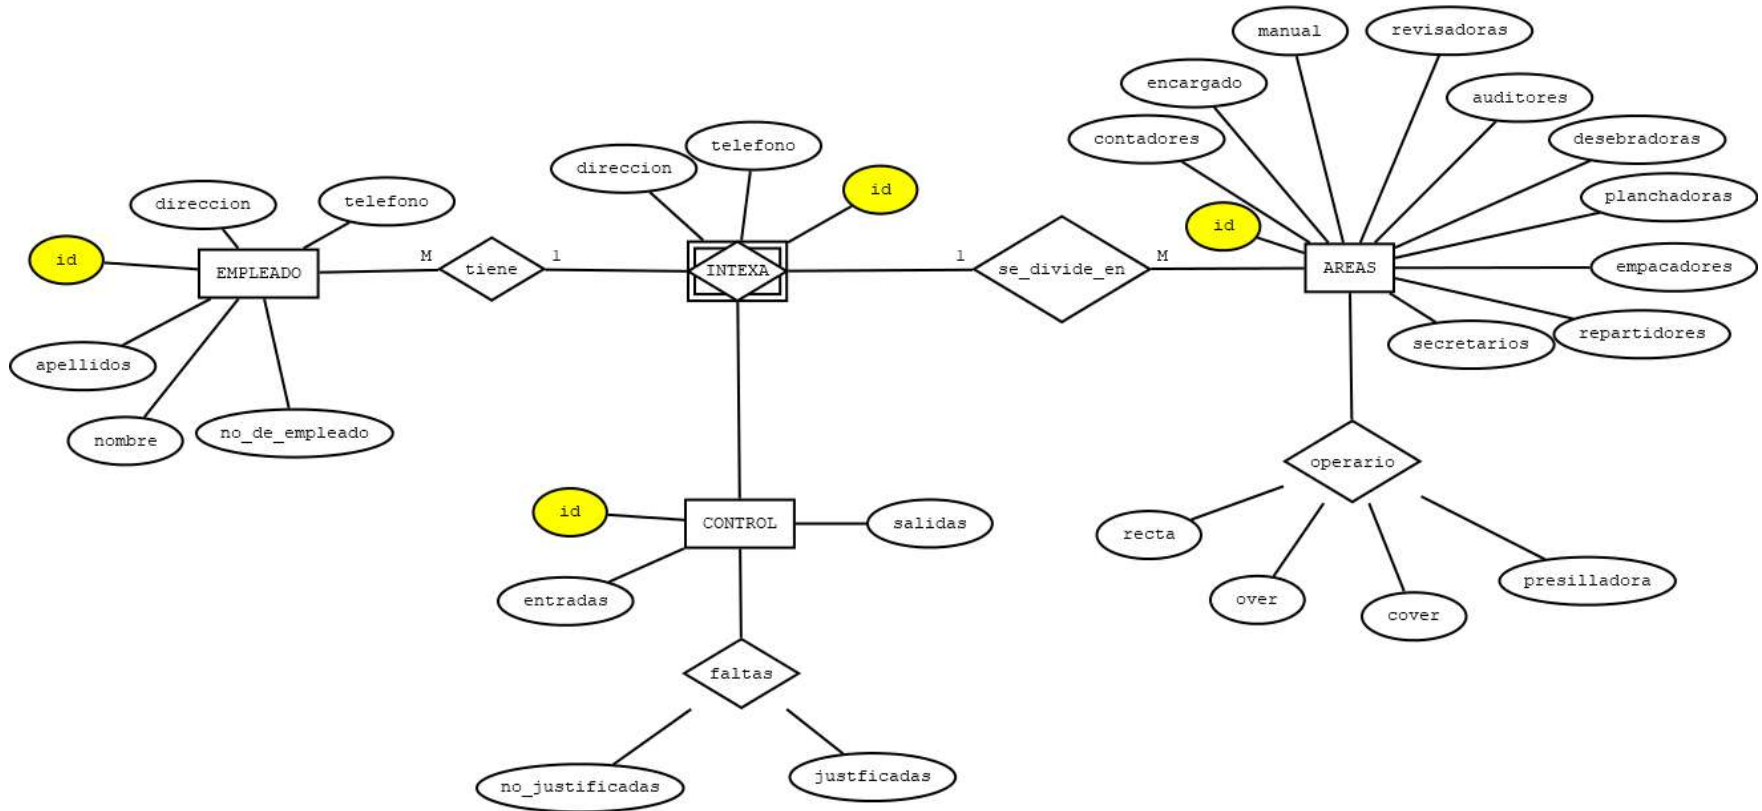 manual
revisadoras
encargado
auditores
contadores
desebradoras
telefono
direccion
id
planchadoras
direccion
telefono
id
id
EMPLEADO
M
tiene
1
INTEXA
1
se_divide_en
M
AREAS
empacadores
repartidores
secretarios
apellidos
nombre
no_de_empleado
operario
id
CONTROL
salidas
recta
entradas
over
cover
presilladora
faltas
no_justificadas
justficadas